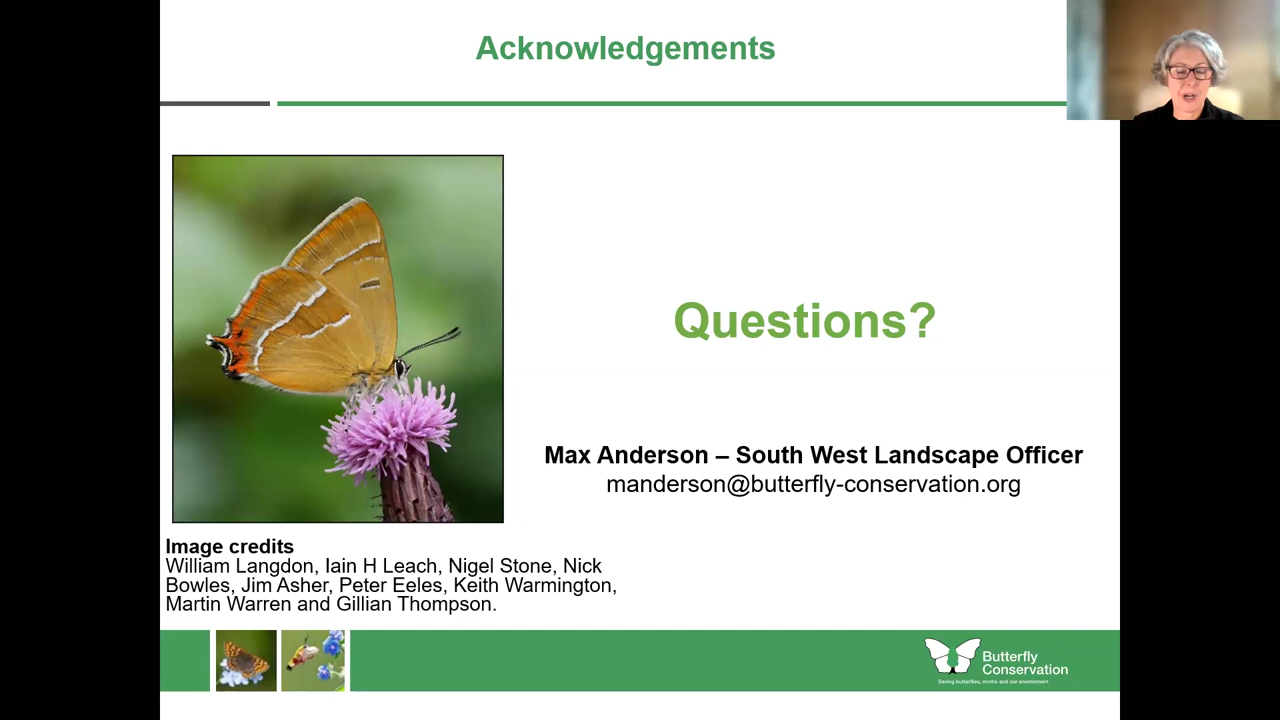 Acknowledgements
Questions?
Max Anderson – South West Landscape Officer
manderson@butterfly-conservation.org
Image credits
William Langdon, Iain H Leach, Nigel Stone, Nick
Bowles, Jim Asher, Peter Eeles, Keith Warmington,
Martin Warren and Gillian Thompson.
Butterfly
Conservation
Saving butterflies, moths and our environment